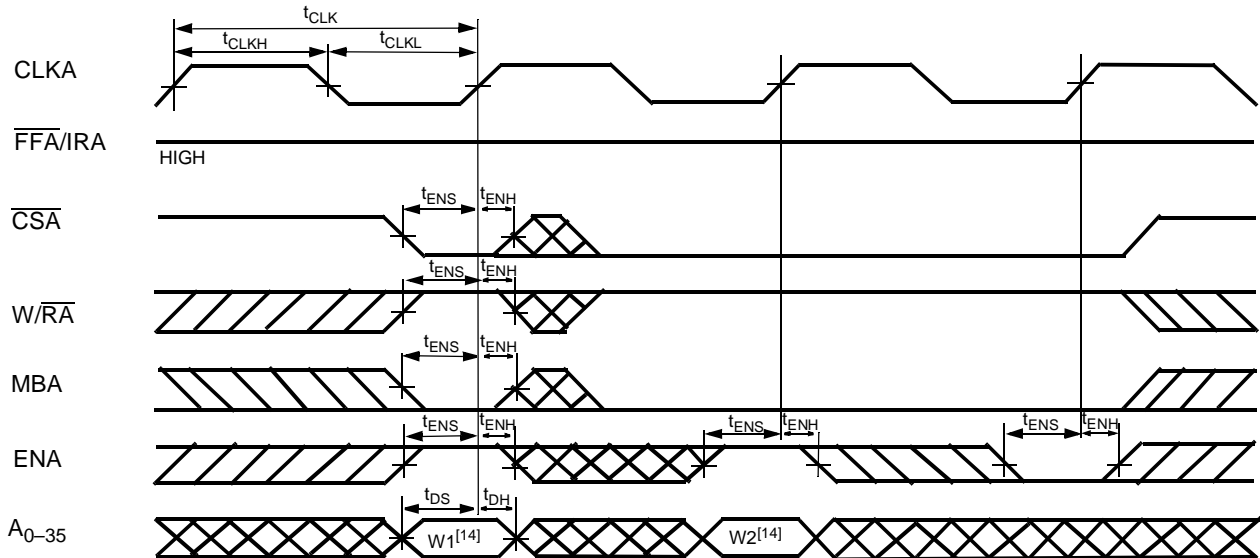 tCLK
tCLKH tCLKL
CLKA
FFA/IRA
HIGH
tENS tENH
CSA
tENS tENH
W/RA
tENS tENH
MBA
tENS tENH tENS tENH tENS tENH
ENA
tDS tDH
A0–35 W1[14] W2[14]